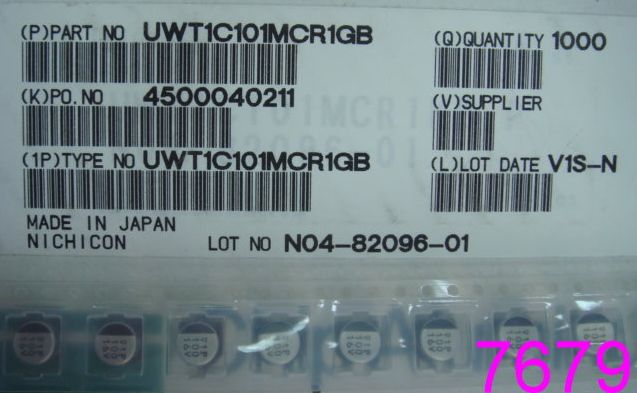 (P)PART NO UWT1C101MCR1GB
(Q)QUANTITY 1000
(K)PO.NO 4500040211
(V)SUPPLIER
(1P)TYPE NO UWT1C101MCR1GB
(L)LOT DATE V1S-N
MADE IN JAPAN
NICHICON LOT NO N04-82096-01
7679